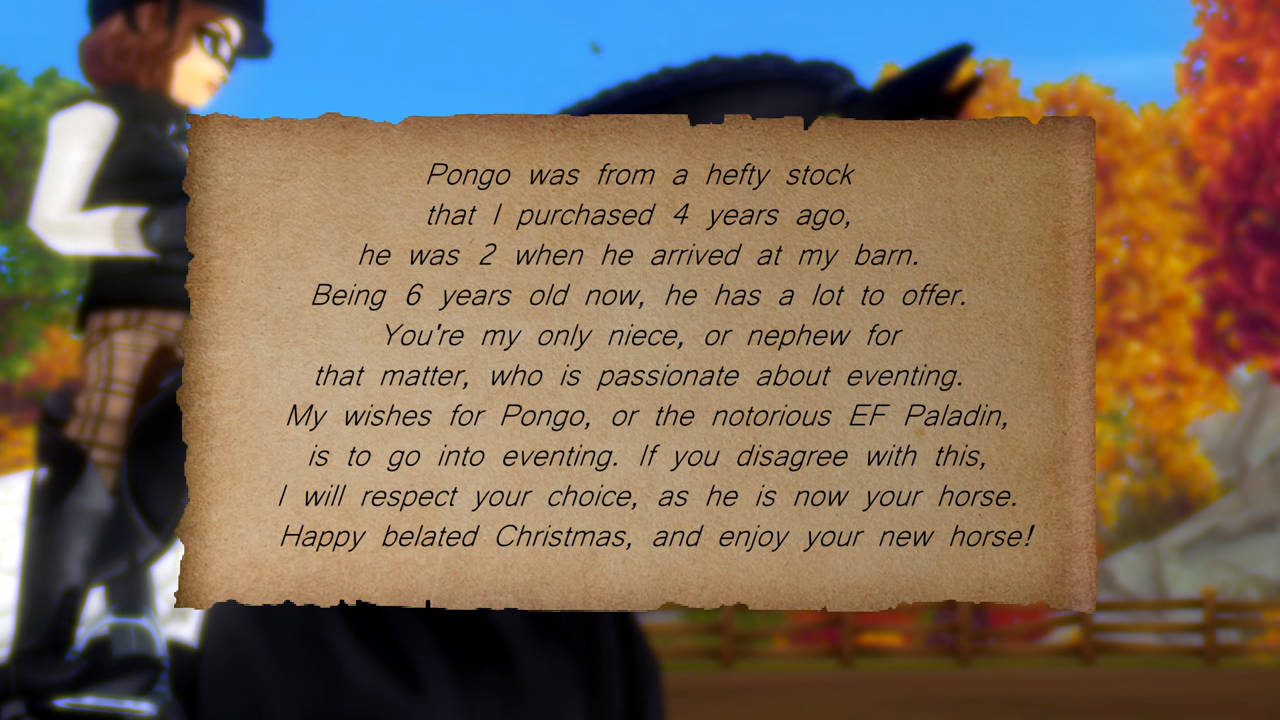 Pongo was from a hefty stock
that I purchased 4 years ago,
he was 2 when he arrived at my barn.
Being 6 years old now, he has a lot to offer.
You're my only niece, or nephew for
that matter, who is passionate about eventing.
My wishes for Pongo, or the notorious EF Paladin,
is to go into eventing. If you disagree with this,
I will respect your choice, as he is now your horse.
Happy belated Christmas, and enjoy your new horse!